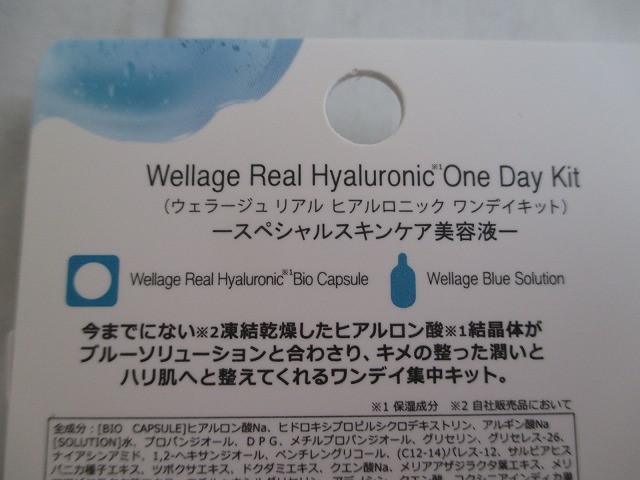 Wellage Real Hyaluronic※1 One Day Kit
（ウェラージュ リアル ヒアルロニック ワンデイキット）
ースペシャルスキンケア美容液ー
Wellage Real Hyaluronic※1 Bio Capsule
Wellage Blue Solution
今までにない※2凍結乾燥したヒアルロン酸※1結晶体が
ブルーソリューションと合わさり、キメの整った潤いと
ハリ肌へと整えてくれるワンデイ集中キット。
※1 保湿成分 ※2 自社販売品において
全成分：[BIO CAPSULE]ヒアルロン酸Na、ヒドロキシプロピルシクロデキストリン、アルギン酸Na
[SOLUTION]水、プロパンジオール、DPG、メチルプロパンジオール、グリセリン、グリセレス-26、
ナイアシンアミド、1,2-ヘキサンジオール、ペンチレングリコール、(C12-14)パレス-12、サルビアヒス
パニカ種子エキス、ツボクサエキス、ドクダミエキス、クエン酸Na、メリアアザジラクタ葉エキス、メリ